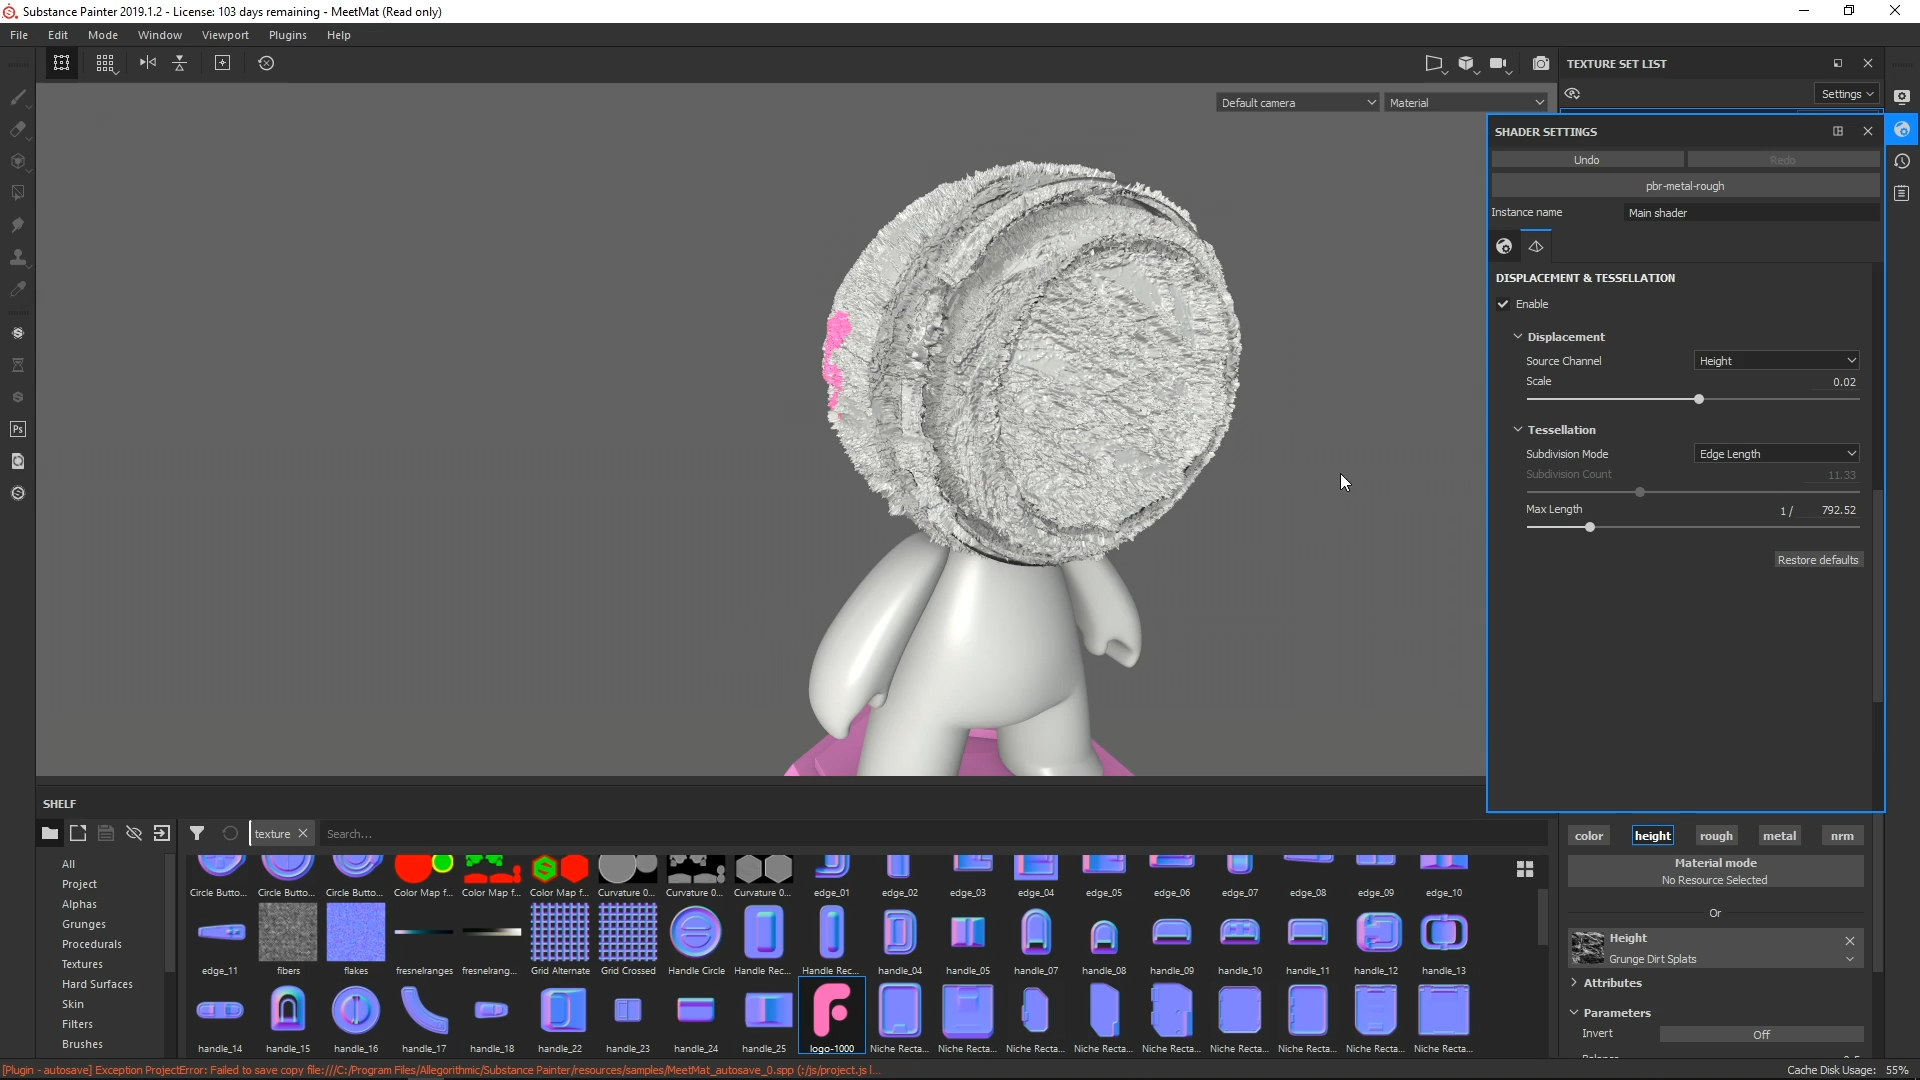 Substance Painter 2019.1.2 - License: 103 days remaining - MeetMat (Read only)
File Edit Mode Window Viewport Plugins Help
TEXTURE SET LIST
Settings
Default camera Material
SHADER SETTINGS
Undo Redo
pbr-metal-rough
Instance name Main shader
DISPLACEMENT & TESSELLATION
Enable
Displacement
Source Channel Height
Scale 0.02
Tessellation
Subdivision Mode Edge Length
Subdivision Count 11.33
Max Length 1 / 792.52
Restore defaults
Ps
SHELF
texture Search...
All
Project
Alphas
Grunges
Procedurals
Textures
Hard Surfaces
Skin
Filters
Brushes
Circle Butto... Circle Butto... Circle Butto... Color Map f... Color Map f... Color Map f... Curvature 0... Curvature 0... Curvature 0... edge_01 edge_02 edge_03 edge_04 edge_05 edge_06 edge_07 edge_08 edge_09 edge_10
edge_11 fibers flakes fresnelranges fresnelrang... Grid Alternate Grid Crossed Handle Circle Handle Rec... Handle Rec... handle_04 handle_05 handle_07 handle_08 handle_09 handle_10 handle_11 handle_12 handle_13
handle_14 handle_15 handle_16 handle_17 handle_18 handle_22 handle_23 handle_24 handle_25 logo-1000 Niche Recta... Niche Recta... Niche Recta... Niche Recta... Niche Recta... Niche Recta... Niche Recta... Niche Recta... Niche Recta...
color height rough metal nrm
Material mode
No Resource Selected
Or
Height
Grunge Dirt Splats
Attributes
Parameters
Invert Off
[Plugin - autosave] Exception ProjectError: Failed to save copy file:///C:/Program Files/Allegorithmic/Substance Painter/resources/samples/MeetMat_autosave_0.spp (:/js/project.js l...
Cache Disk Usage: 55%